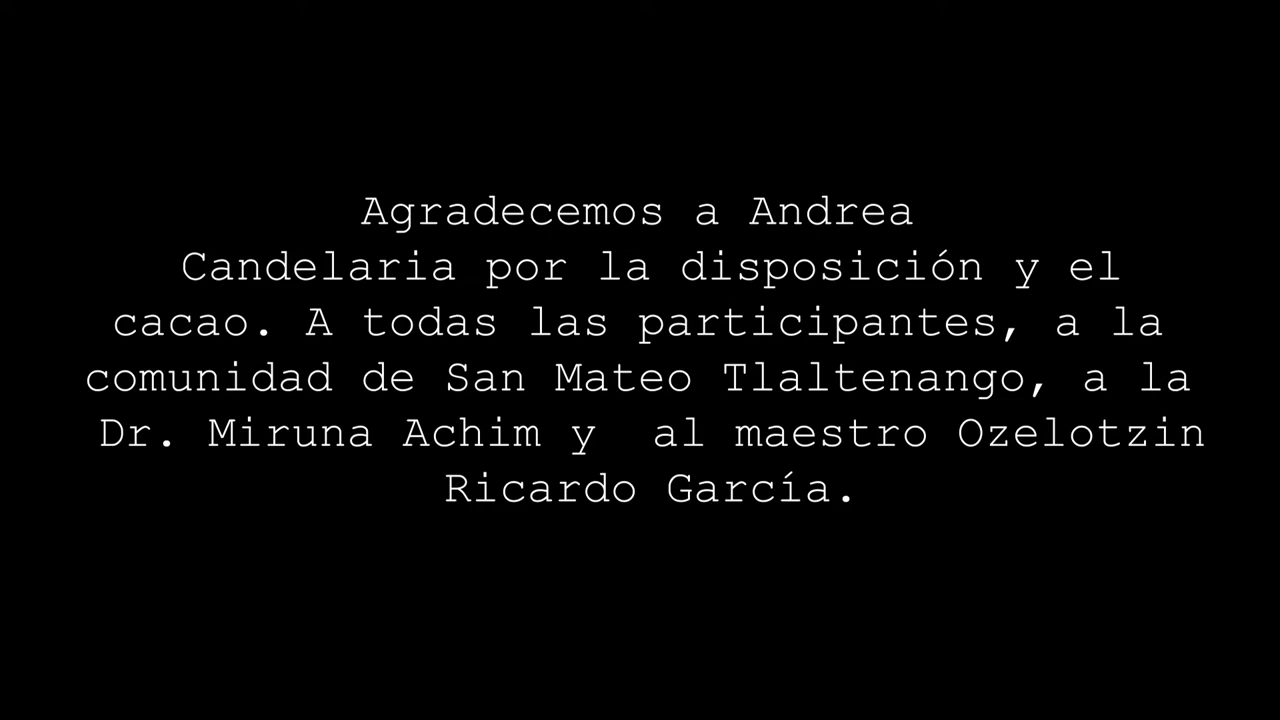 Agradecemos a Andrea
Candelaria por la disposición y el
cacao. A todas las participantes, a la
comunidad de San Mateo Tlaltenango, a la
Dr. Miruna Achim y  al maestro Ozelotzin
Ricardo García.